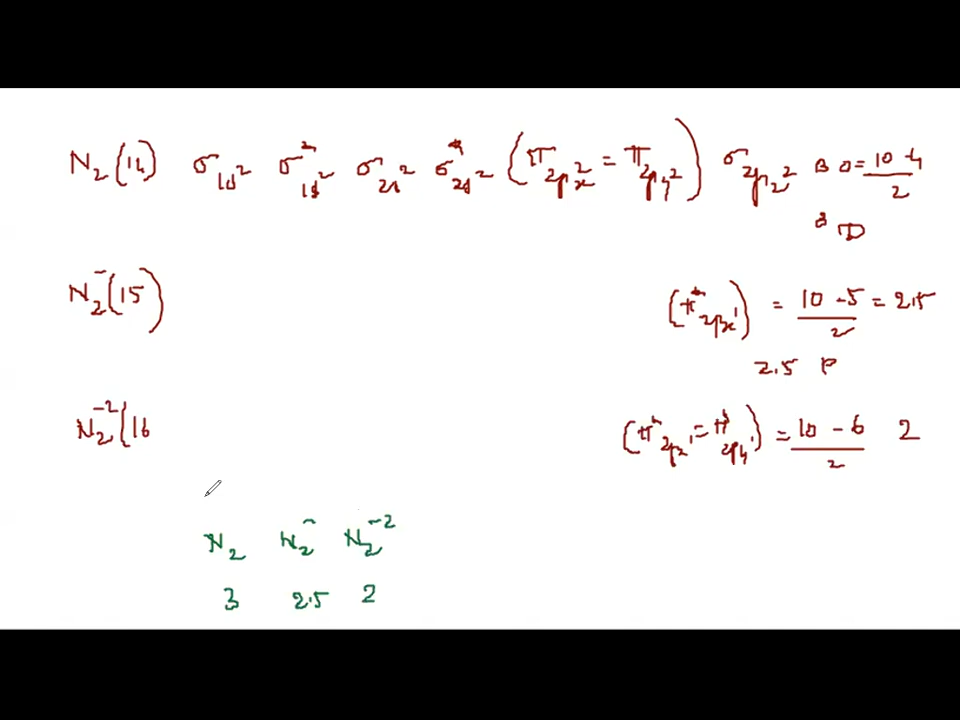 N₂(14) σ1s² σ*1s² σ2s² σ*2s² (π2px² = π2py²) σ2pz² B O = (10-4)/2
3 D
N₂⁻(15) (π*2px¹) = (10-5)/2 = 2.5
2.5 P
N₂⁻²(16 (π*2px¹ = π*2py¹) = (10-6)/2 2
N₂ N₂⁻ N₂⁻²
3 2.5 2